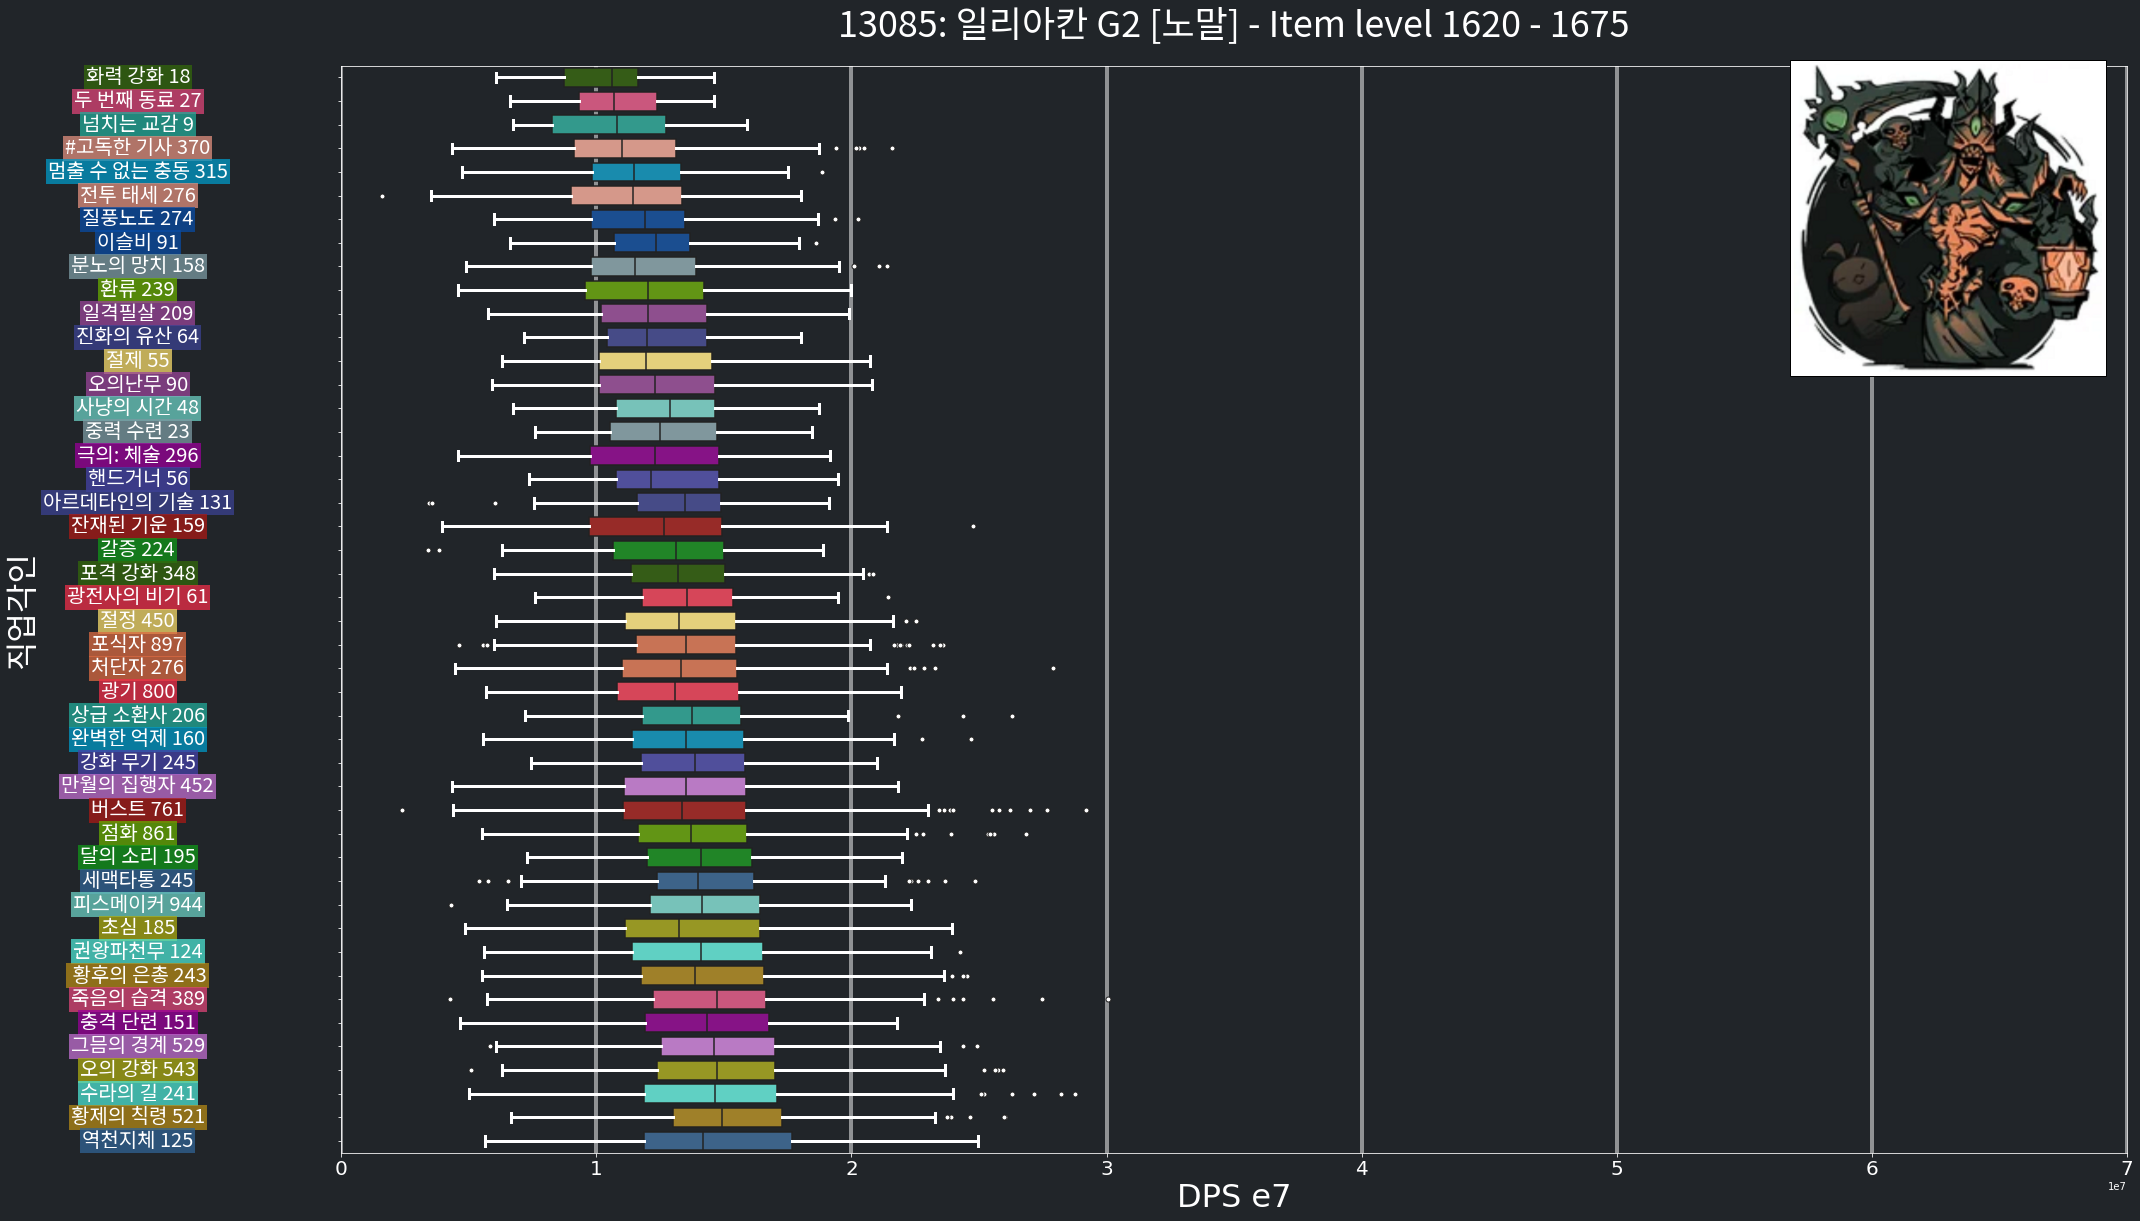 13085: 일리아칸 G2 [노말] - Item level 1620 - 1675
직업각인
화력 강화 18
두 번째 동료 27
넘치는 교감 9
#고독한 기사 370
멈출 수 없는 충동 315
전투 태세 276
질풍노도 274
이슬비 91
분노의 망치 158
환류 239
일격필살 209
진화의 유산 64
절제 55
오의난무 90
사냥의 시간 48
중력 수련 23
극의: 체술 296
핸드거너 56
아르데타인의 기술 131
잔재된 기운 159
갈증 224
포격 강화 348
광전사의 비기 61
절정 450
포식자 897
처단자 276
광기 800
상급 소환사 206
완벽한 억제 160
강화 무기 245
만월의 집행자 452
버스트 761
점화 861
달의 소리 195
세맥타통 245
피스메이커 944
초심 185
권왕파천무 124
황후의 은총 243
죽음의 습격 389
충격 단련 151
그믐의 경계 529
오의 강화 543
수라의 길 241
황제의 칙령 521
역천지체 125
0 1 2 3 4 5 6 7
1e7
DPS e7